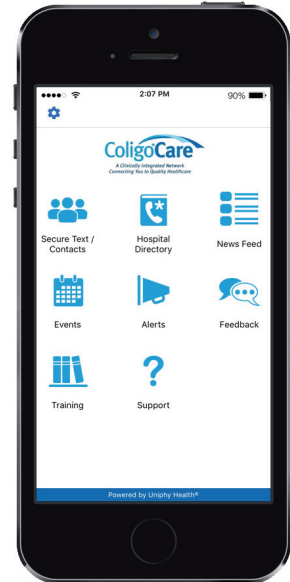 2:07 PM
90%
ColigoCare
A Clinically Integrated Network
Connecting You to Quality Healthcare
Secure Text /
Contacts
Hospital
Directory
News Feed
Events
Alerts
Feedback
Training
Support
Powered by Uniphy Health®